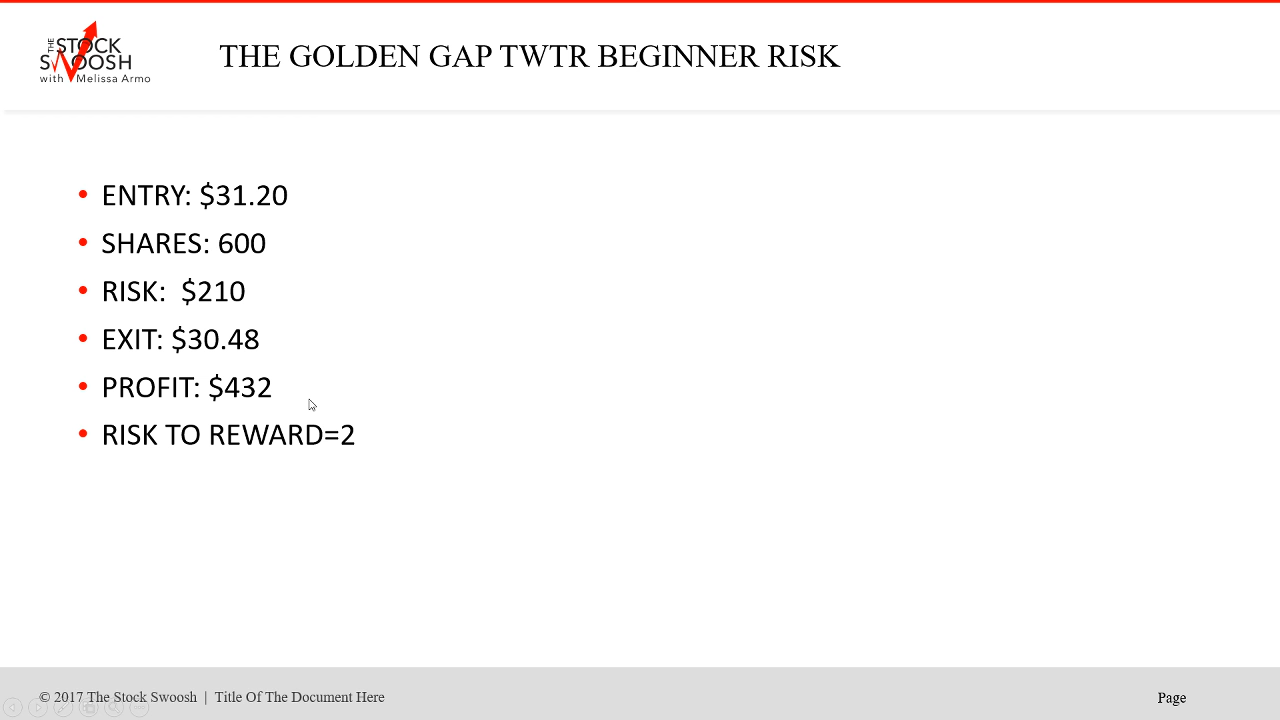 THE STOCK
SWOOSH
with Melissa Armo
THE GOLDEN GAP TWTR BEGINNER RISK
• ENTRY: $31.20
• SHARES: 600
• RISK:  $210
• EXIT: $30.48
• PROFIT: $432
• RISK TO REWARD=2
© 2017 The Stock Swoosh | Title Of The Document Here
Page